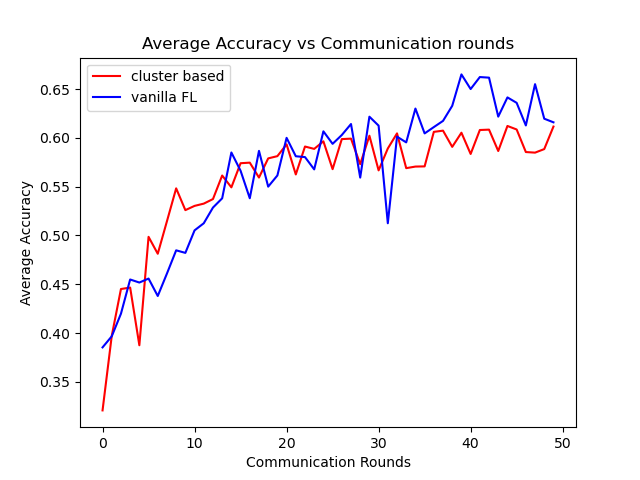 Average Accuracy vs Communication rounds
cluster based
vanilla FL
Average Accuracy
0.65
0.60
0.55
0.50
0.45
0.40
0.35
0 10 20 30 40 50
Communication Rounds